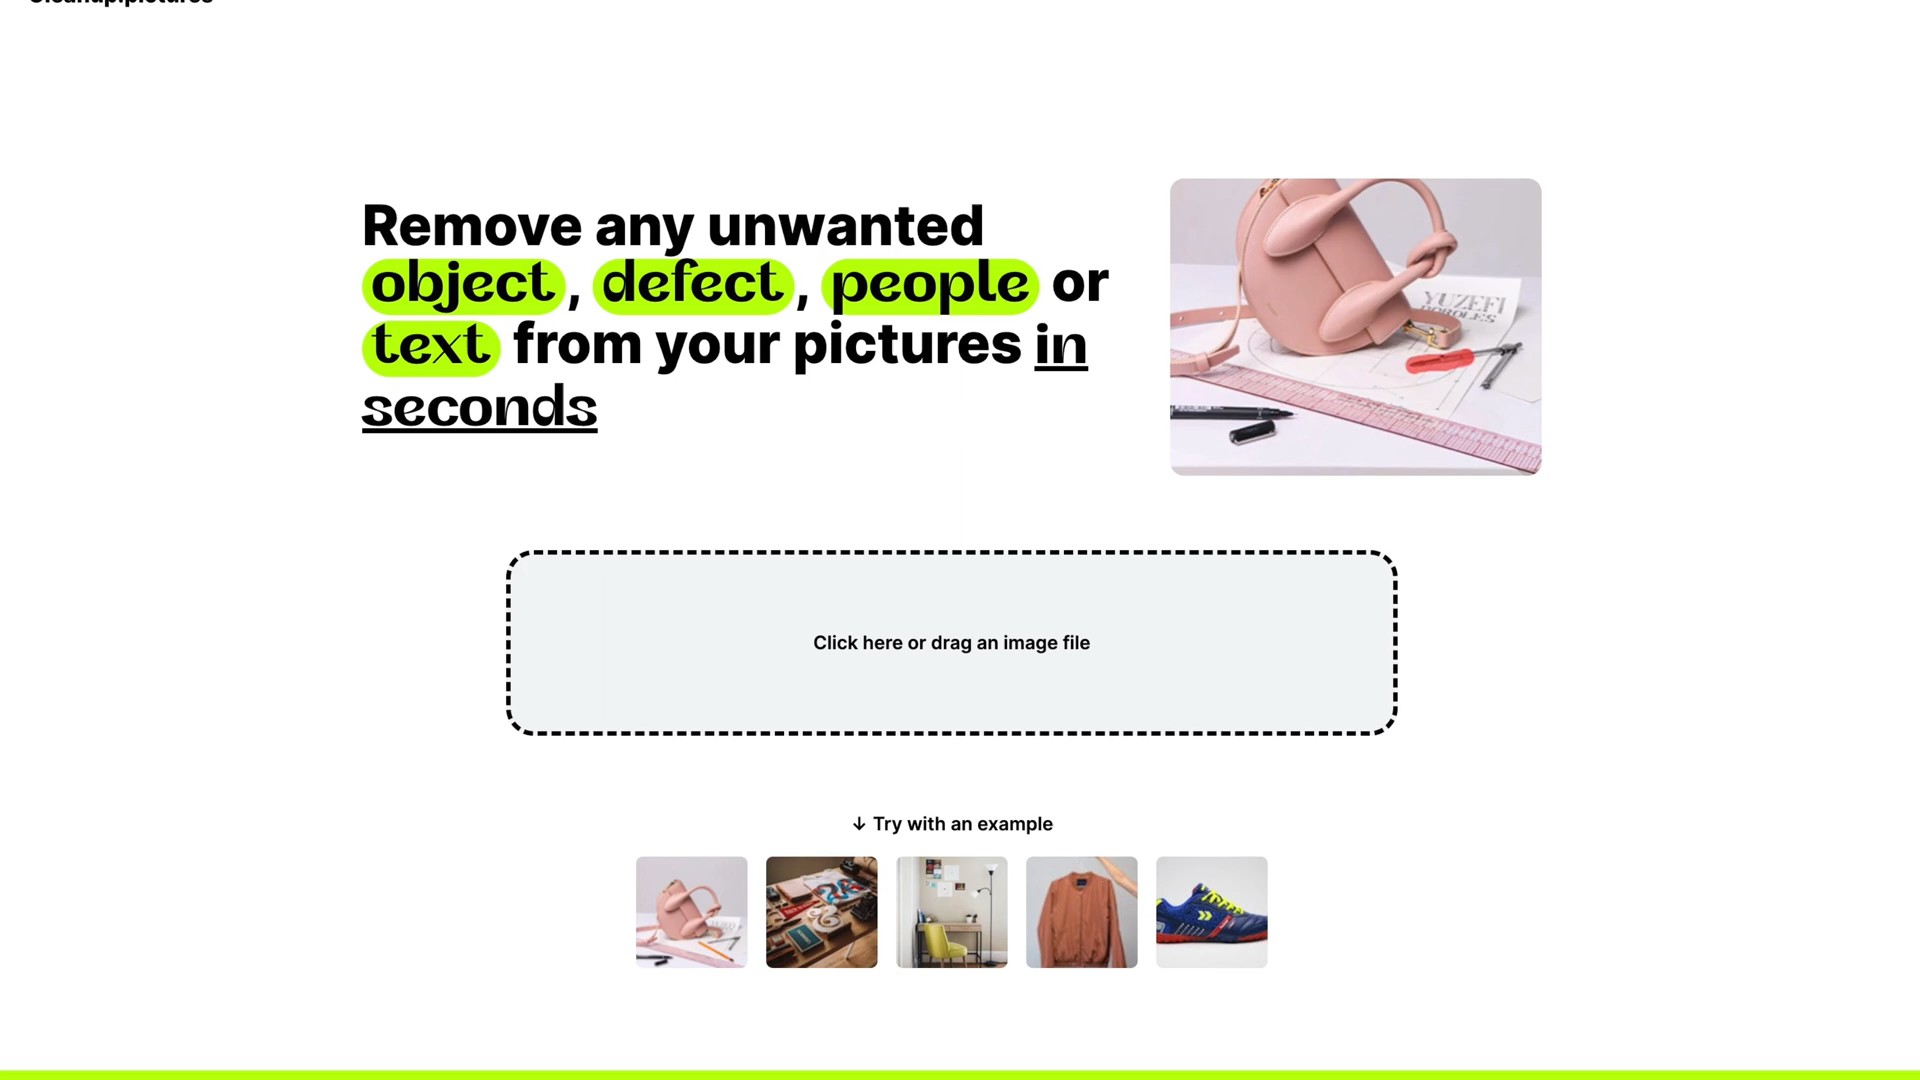 Remove any unwanted
object, defect, people or
text from your pictures in
seconds
YUZEFI
Click here or drag an image file
↓ Try with an example